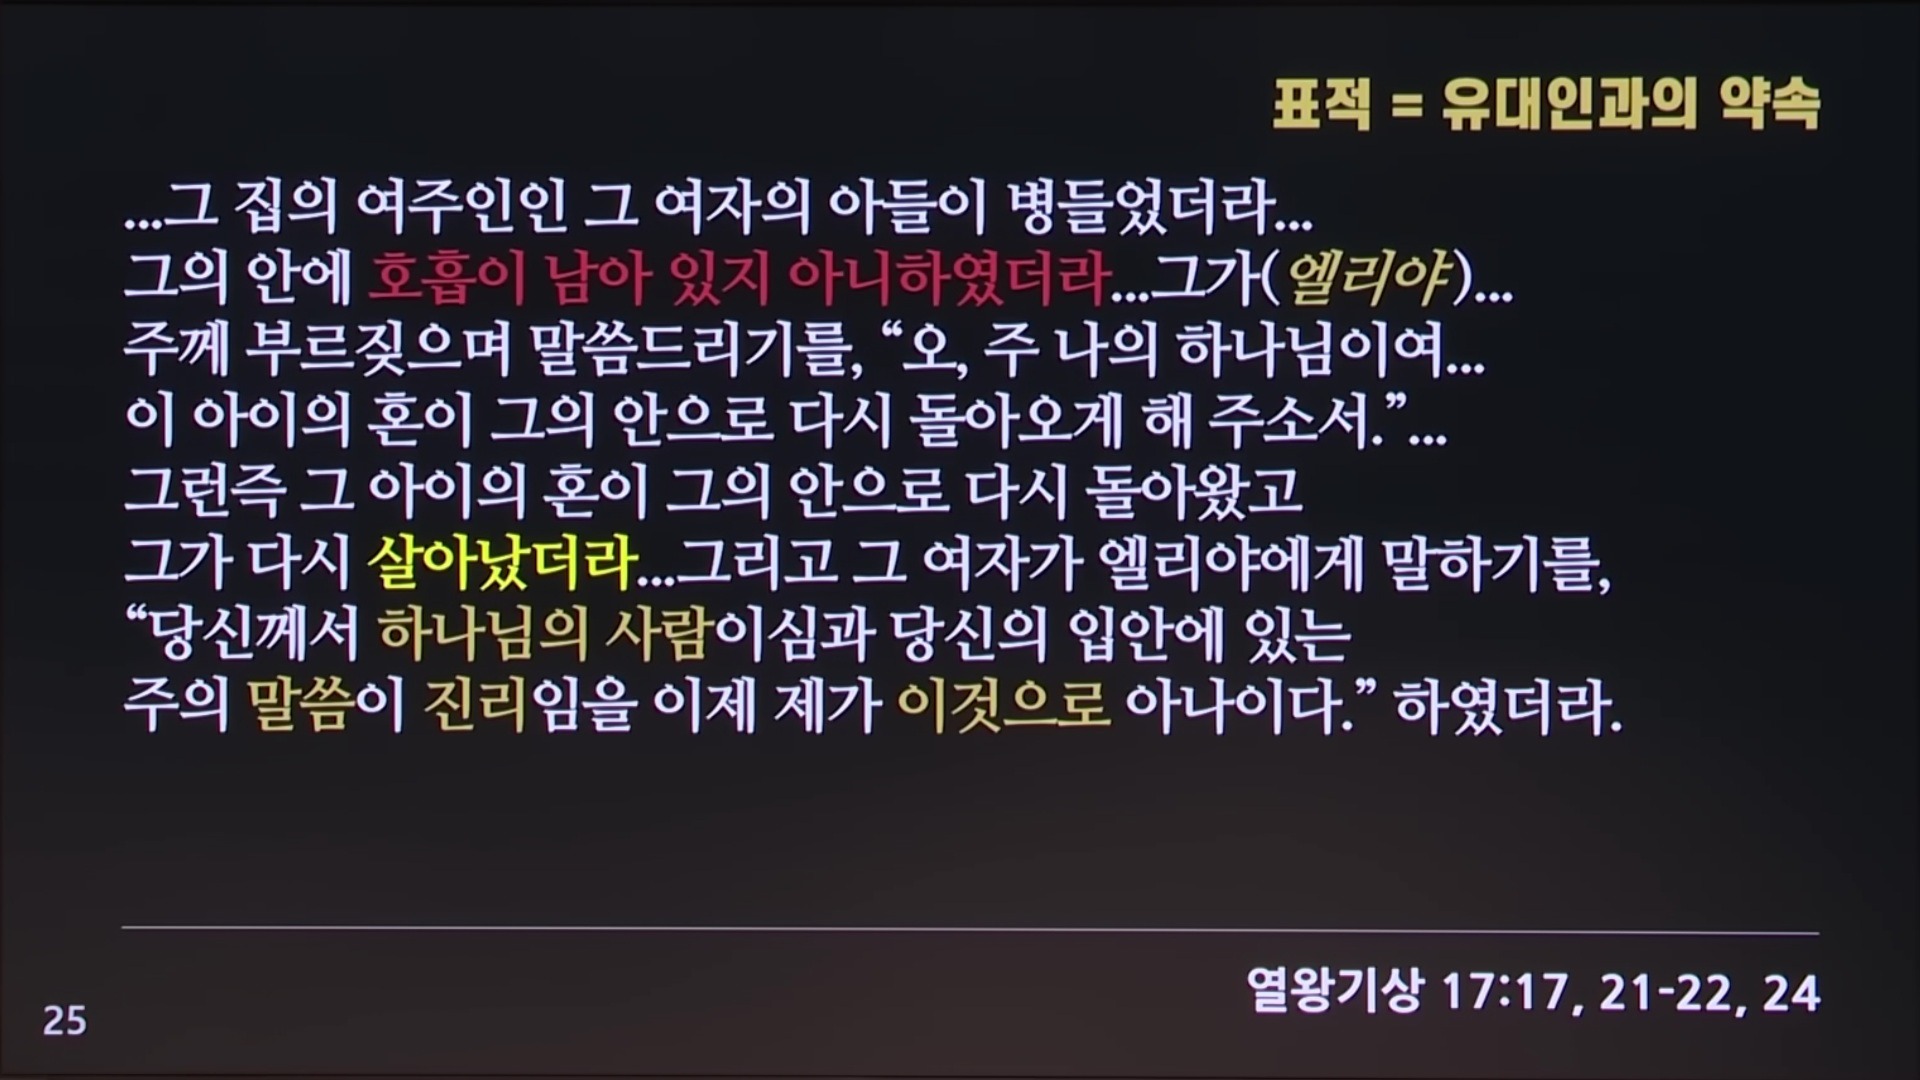 표적 = 유대인과의 약속
...그 집의 여주인인 그 여자의 아들이 병들었더라...
그의 안에 호흡이 남아 있지 아니하였더라...그가(엘리야)...
주께 부르짖으며 말씀드리기를, “오, 주 나의 하나님이여...
이 아이의 혼이 그의 안으로 다시 돌아오게 해 주소서.”...
그런즉 그 아이의 혼이 그의 안으로 다시 돌아왔고
그가 다시 살아났더라...그리고 그 여자가 엘리야에게 말하기를,
“당신께서 하나님의 사람이심과 당신의 입안에 있는
주의 말씀이 진리임을 이제 제가 이것으로 아나이다.” 하였더라.
열왕기상 17:17, 21-22, 24
25